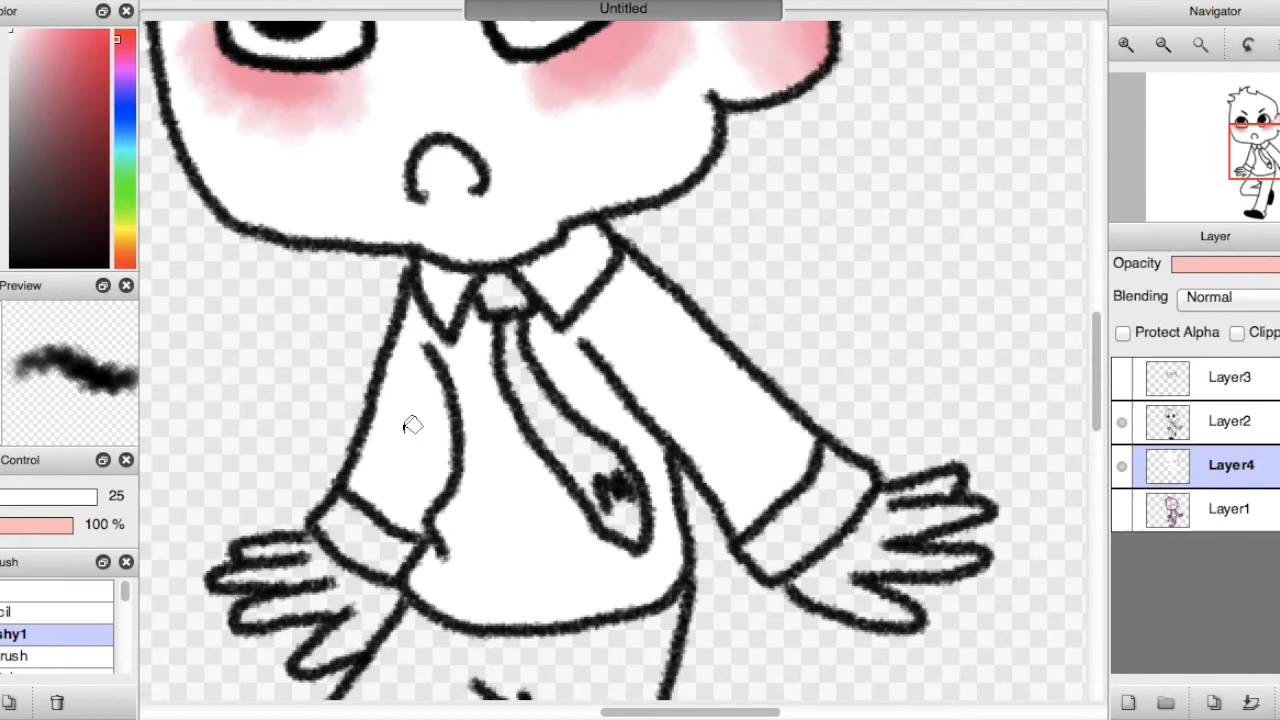 Untitled
olor
Navigator
Preview
Layer
Opacity
Blending
Normal
Protect Alpha
Clipp
Layer3
Layer2
Layer4
Layer1
Control
25
100 %
ush
cil
shy1
rush